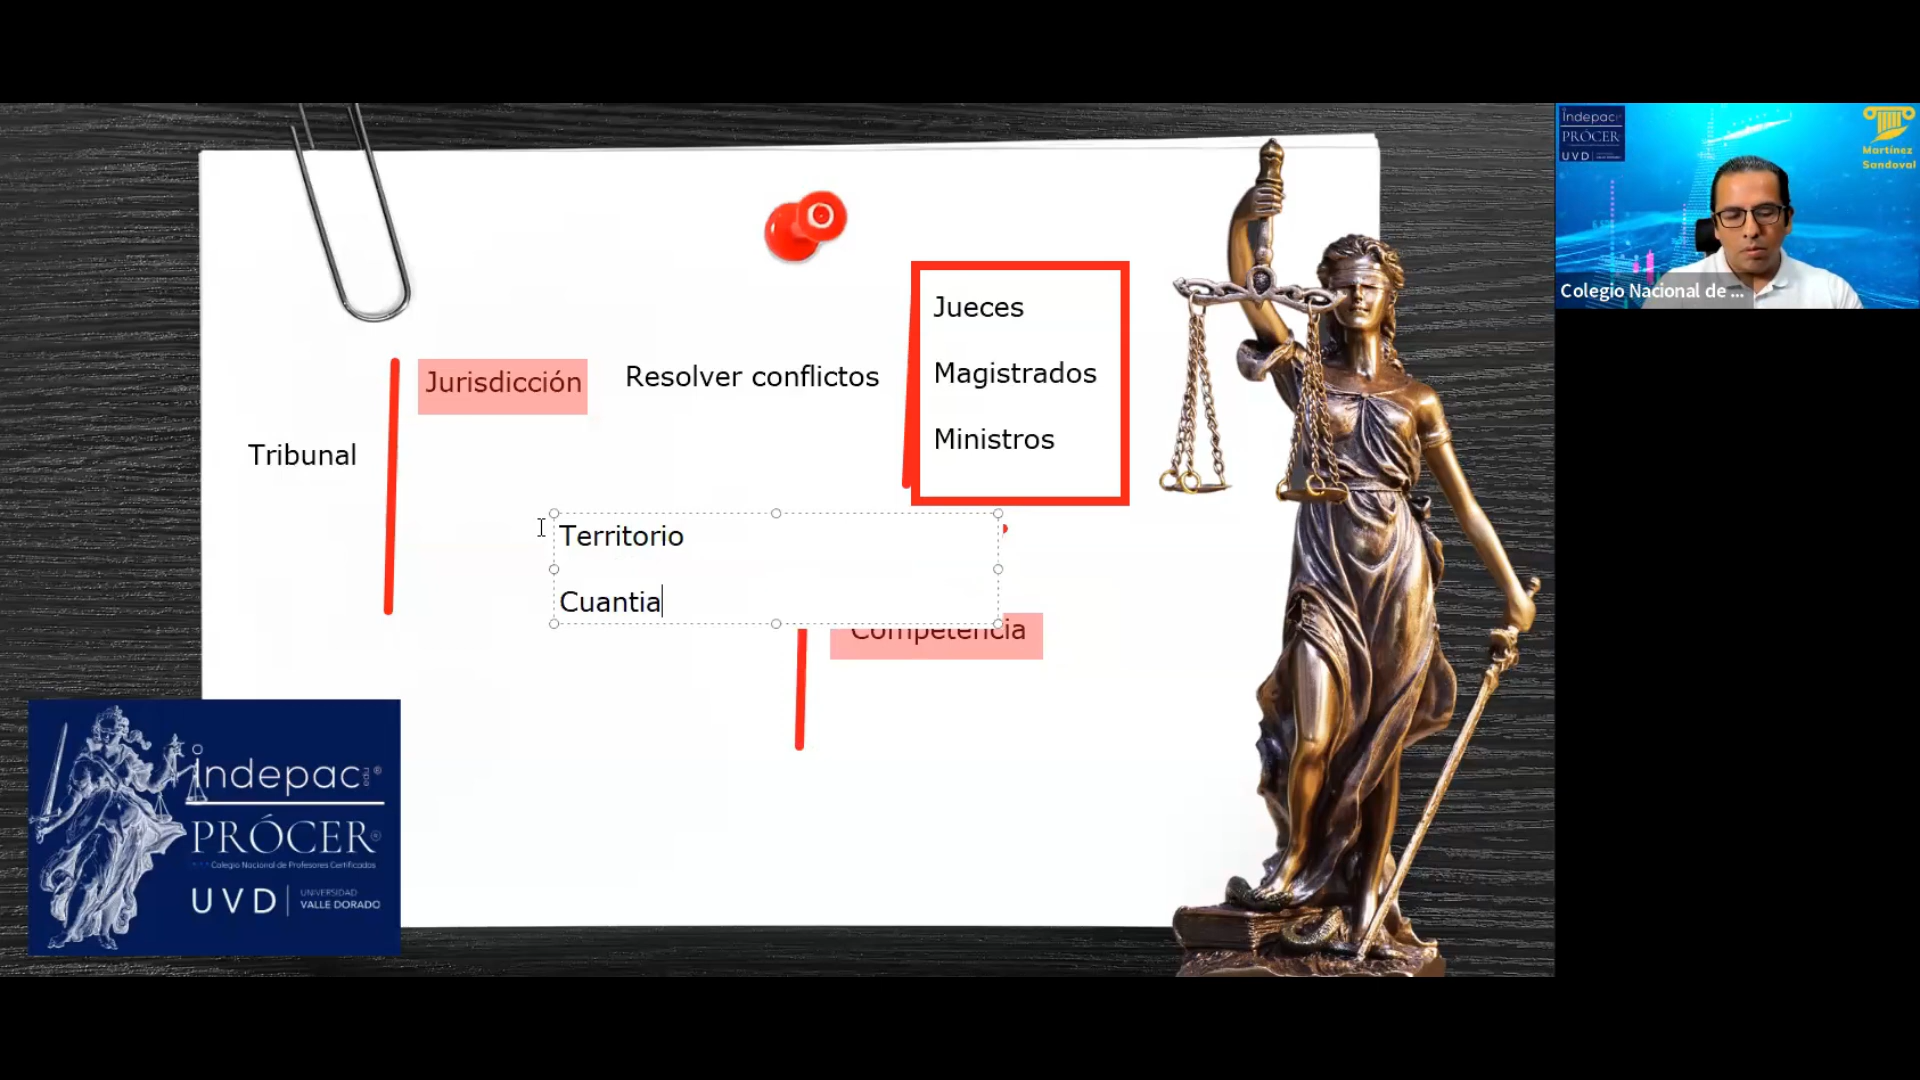 Jueces
Magistrados
Ministros
Jurisdicción
Resolver conflictos
Tribunal
Territorio
Cuantia
Competencia
indepac
PRÓCER
Colegio Nacional de Profesores Certificados
UVD
UNIVERSIDAD
VALLE DORADO
indepac
PRÓCER
UVD
Martínez
Sandoval
Colegio Nacional de ...